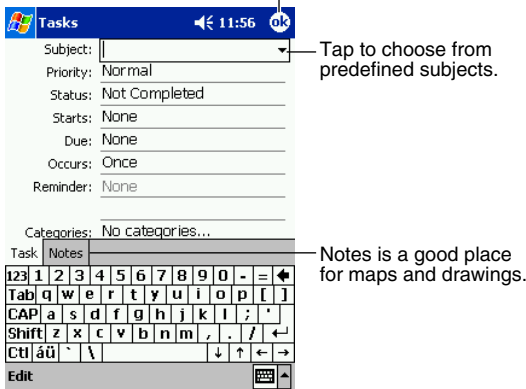 Tasks 11:56 ok
Subject:
Tap to choose from
predefined subjects.
Priority: Normal
Status: Not Completed
Starts: None
Due: None
Occurs: Once
Reminder: None
Categories: No categories...
Task Notes
Notes is a good place
for maps and drawings.
123 1 2 3 4 5 6 7 8 9 0 - =
Tab q w e r t y u i o p [ ]
CAP a s d f g h j k l ; '
Shift z x c v b n m , . /
Ctl áü ` \
Edit